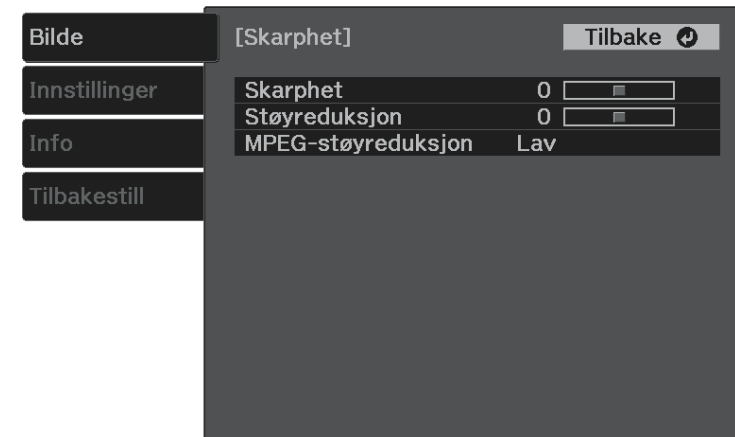 Bilde
Innstillinger
Info
Tilbakestill
[Skarphet]
Tilbake
Skarphet 0
Støyreduksjon 0
MPEG-støyreduksjon Lav